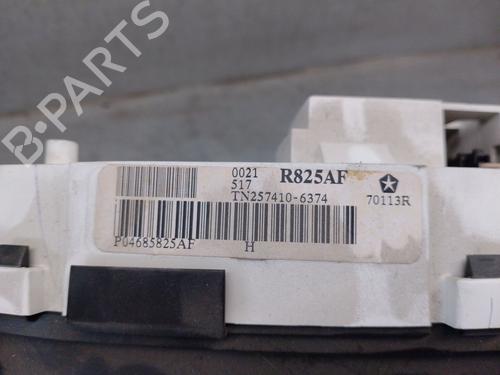 B-PARTS
0021 R825AF
517
TN257410-6374 70113R
P04685825AF H